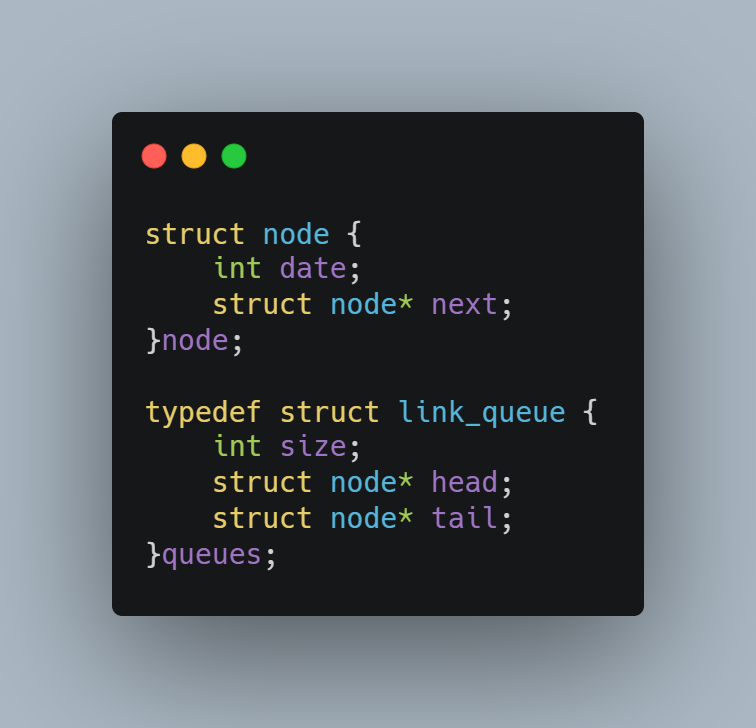 struct node {
    int date;
    struct node* next;
}node;

typedef struct link_queue {
    int size;
    struct node* head;
    struct node* tail;
}queues;